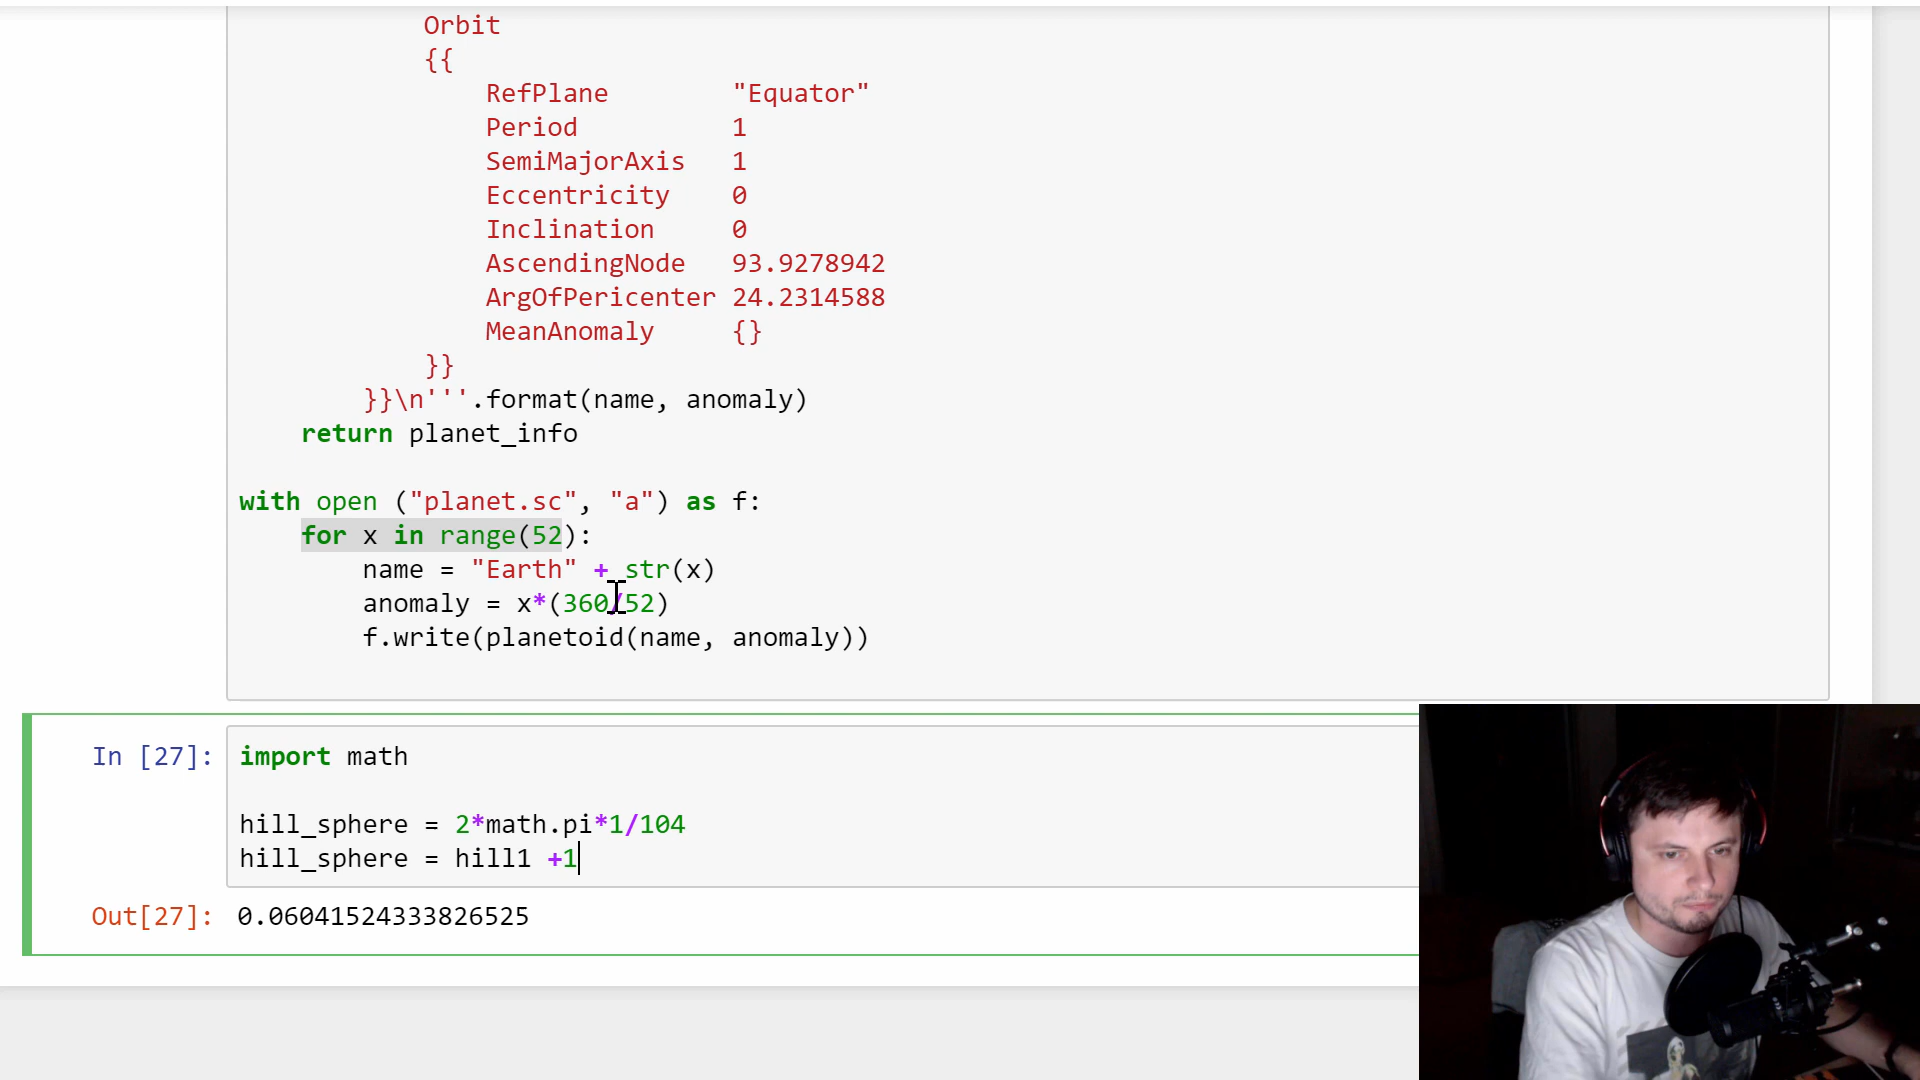 Orbit
{{
RefPlane "Equator"
Period 1
SemiMajorAxis 1
Eccentricity 0
Inclination 0
AscendingNode 93.9278942
ArgOfPericenter 24.2314588
MeanAnomaly {}
}}
}}\n'''.format(name, anomaly)
return planet_info
with open ("planet.sc", "a") as f:
for x in range(52):
name = "Earth" + str(x)
anomaly = x*(360/52)
f.write(planetoid(name, anomaly))
In [27]: import math
hill_sphere = 2*math.pi*1/104
hill_sphere = hill1 +1
Out[27]: 0.06041524333826525